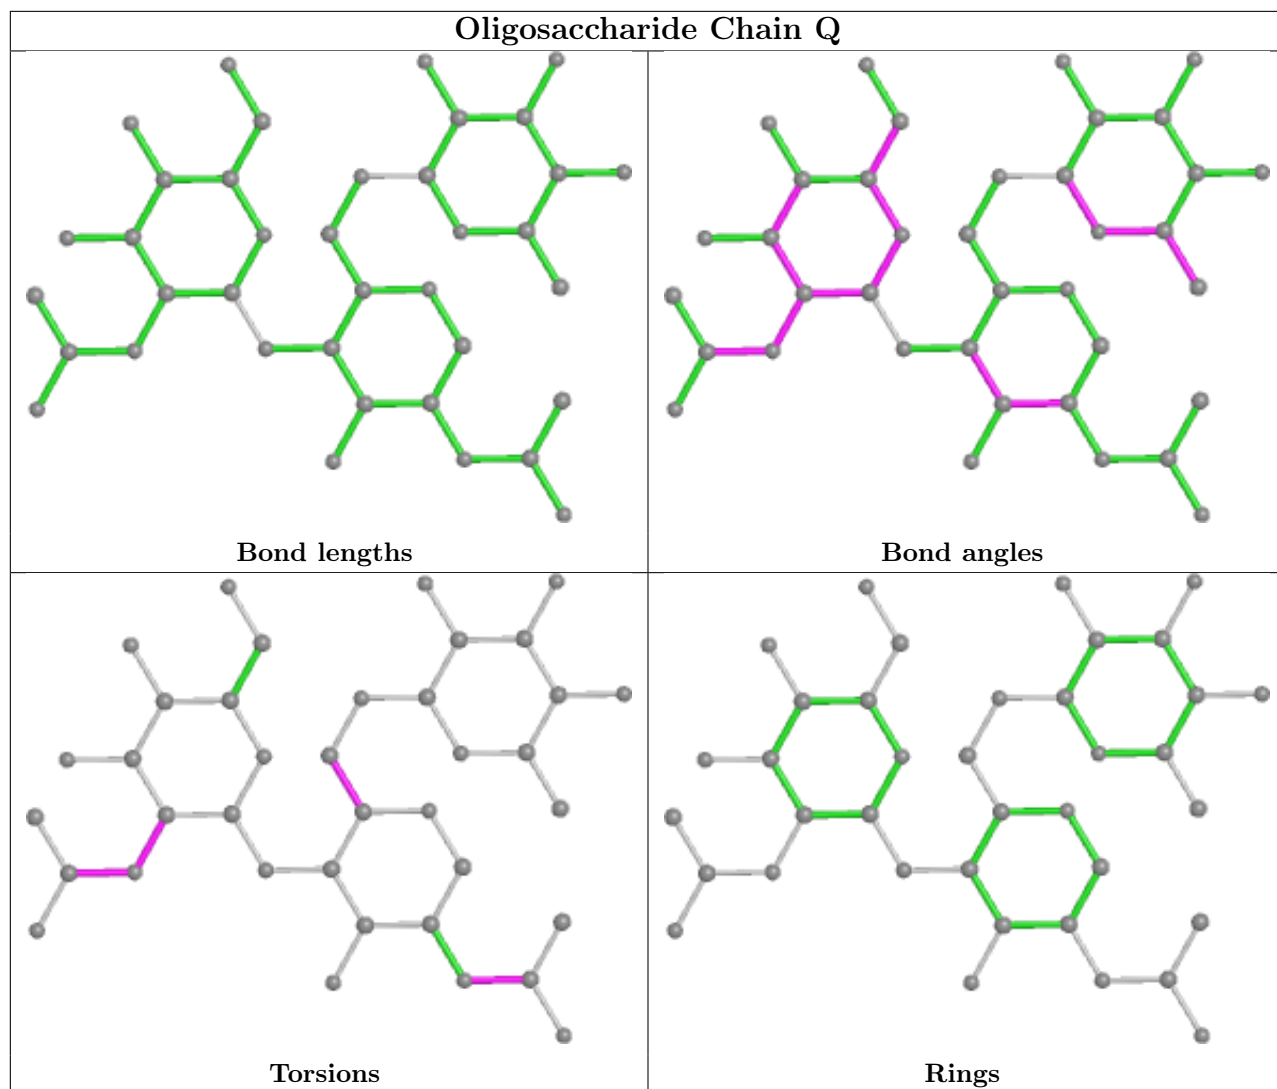 Oligosaccharide Chain Q
Bond lengths
Bond angles
Torsions
Rings